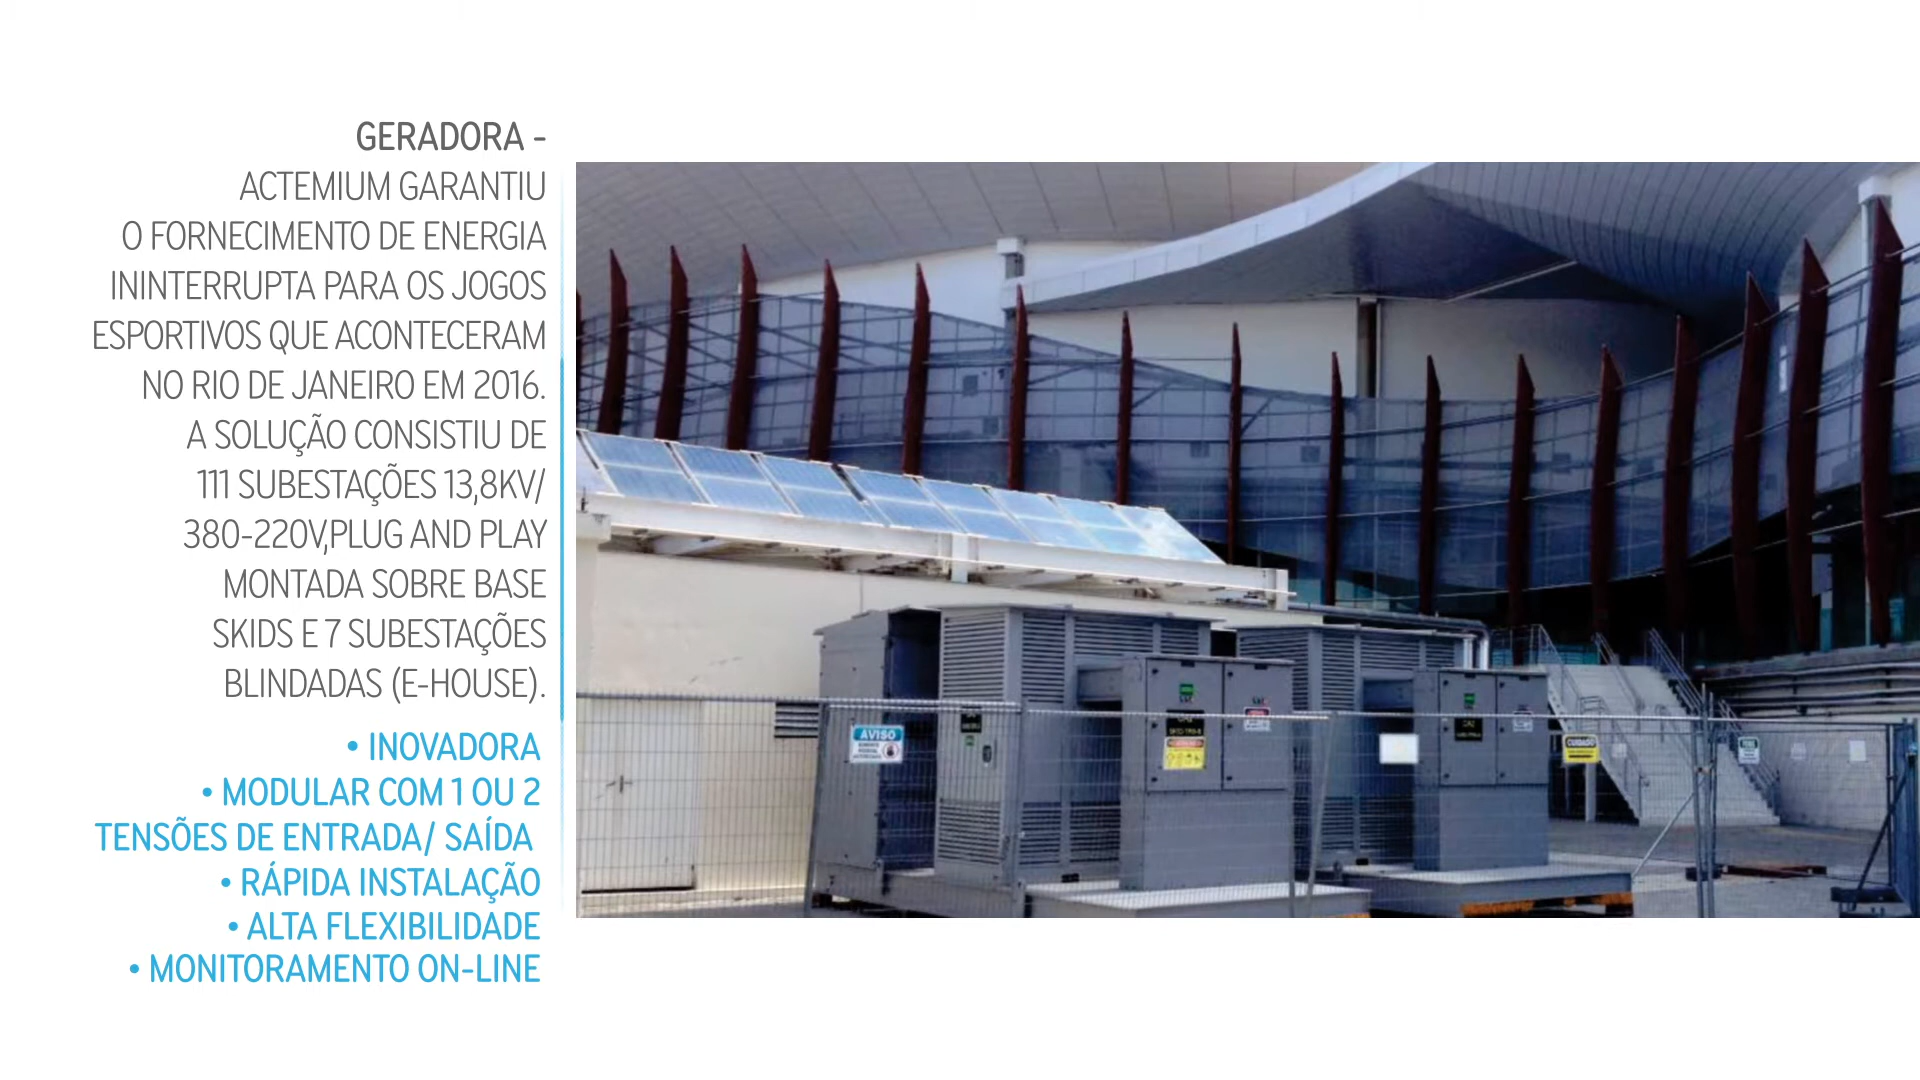 GERADORA -
ACTEMIUM GARANTIU
O FORNECIMENTO DE ENERGIA
ININTERRUPTA PARA OS JOGOS
ESPORTIVOS QUE ACONTECERAM
NO RIO DE JANEIRO EM 2016.
A SOLUÇÃO CONSISTIU DE
111 SUBESTAÇÕES 13,8KV/
380-220V,PLUG AND PLAY
MONTADA SOBRE BASE
SKIDS E 7 SUBESTAÇÕES
BLINDADAS (E-HOUSE).
• INOVADORA
• MODULAR COM 1 OU 2
TENSÕES DE ENTRADA/ SAÍDA
• RÁPIDA INSTALAÇÃO
• ALTA FLEXIBILIDADE
• MONITORAMENTO ON-LINE
AVISO
CUIDADO